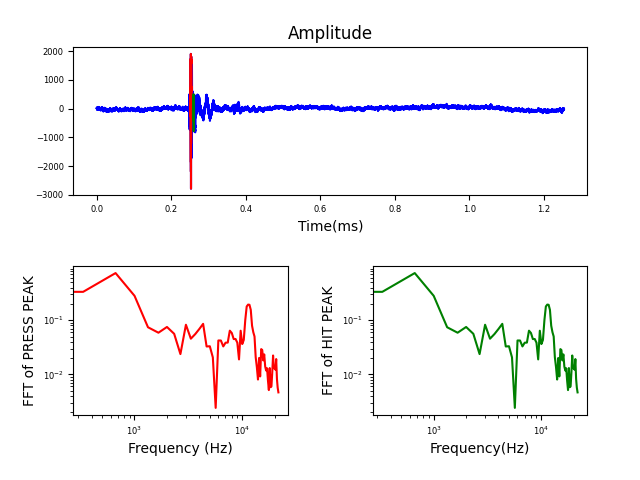 Amplitude
2000
1000
0
−1000
−2000
−3000
0.0 0.2 0.4 0.6 0.8 1.0 1.2
Time(ms)
FFT of PRESS PEAK
10⁻¹
10⁻²
10³ 10⁴
Frequency (Hz)
FFT of HIT PEAK
10⁻¹
10⁻²
10³ 10⁴
Frequency(Hz)